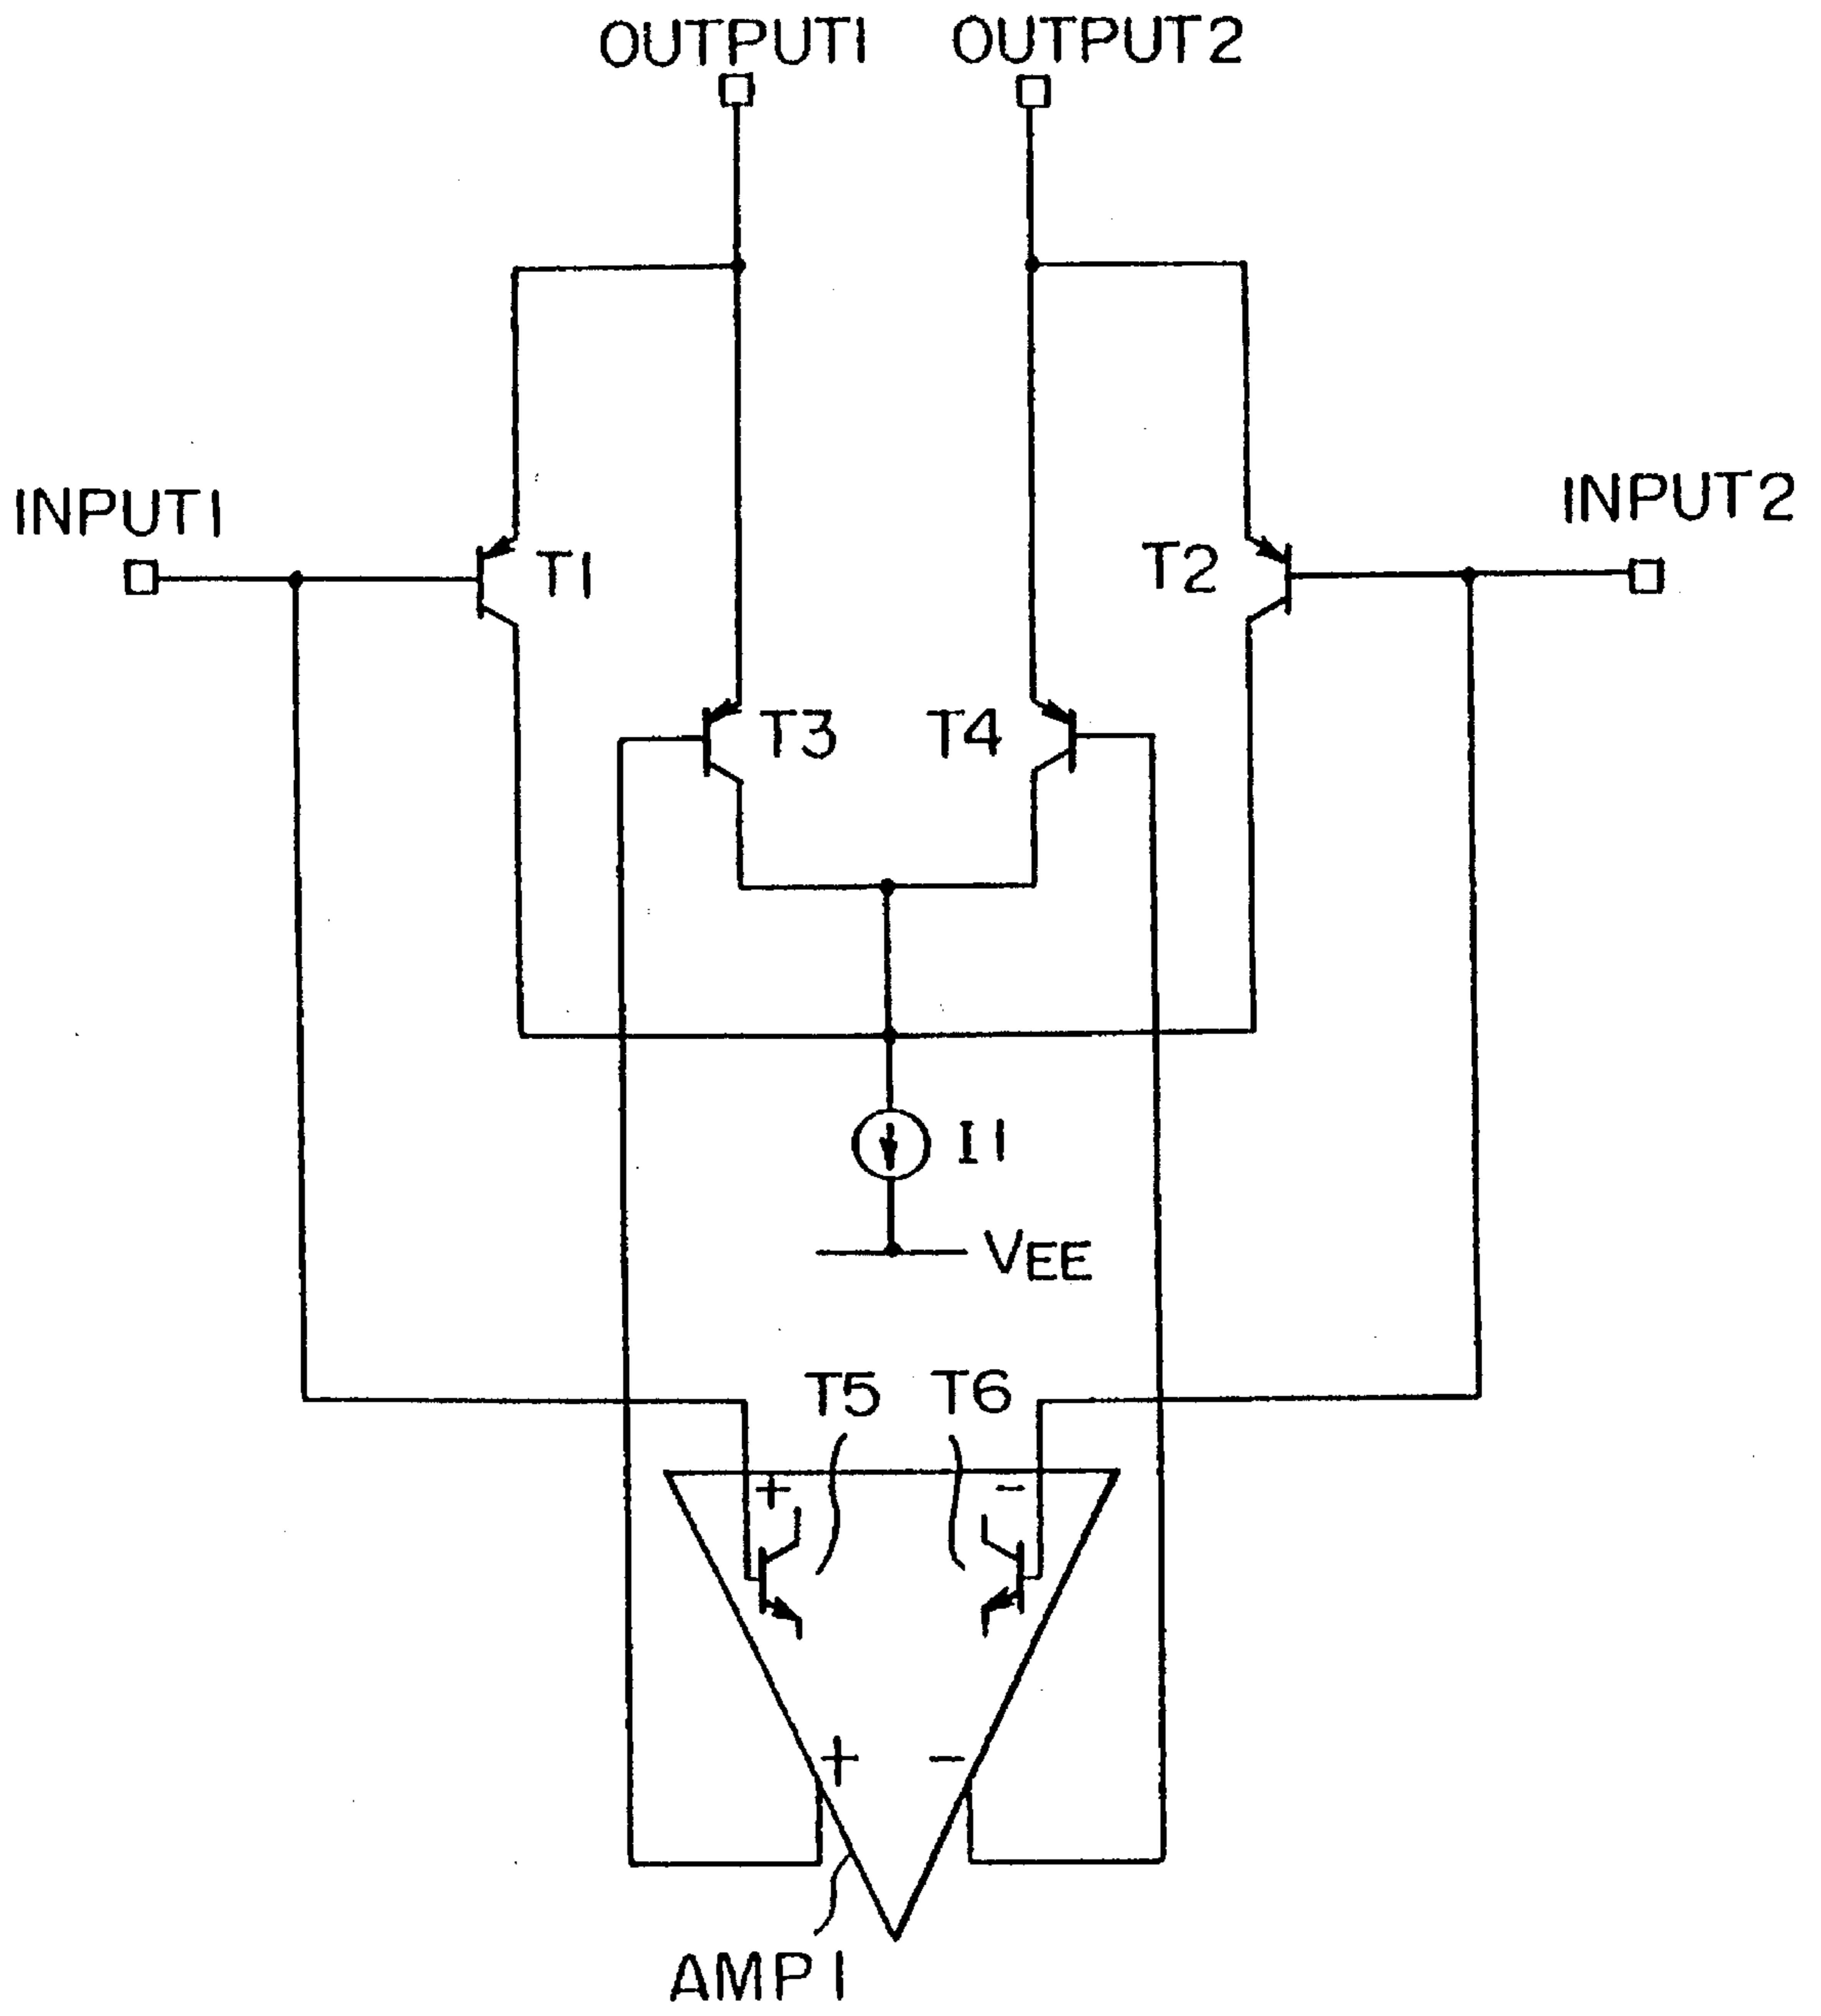 OUTPUT1 OUTPUT2
INPUT1 T1 T2 INPUT2
T3 T4
I1
VEE
T5 T6
+ -
+ -
AMP1